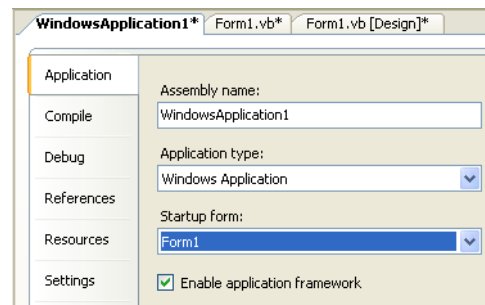 WindowsApplication1* Form1.vb* Form1.vb [Design]*
Application
Assembly name:
Compile
WindowsApplication1
Debug
Application type:
Windows Application
References
Startup form:
Resources
Form1
Settings
Enable application framework